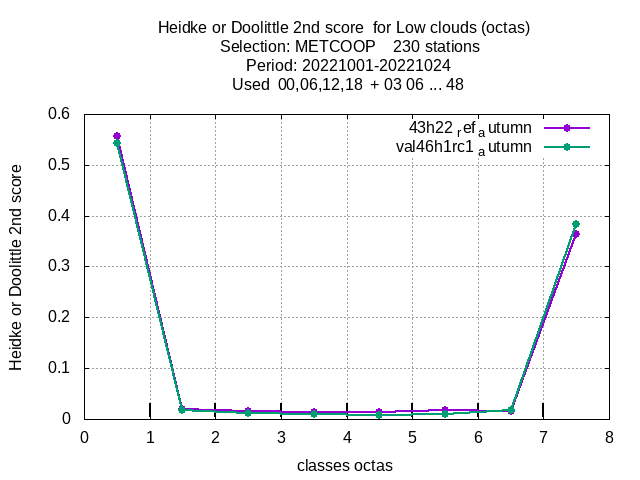 Heidke or Doolittle 2nd score  for Low clouds (octas)
Selection: METCOOP    230 stations
Period: 20221001-20221024
Used  00,06,12,18  + 03 06 ... 48
43h22 ref autumn
val46h1rc1 autumn
0.6
0.5
0.4
0.3
0.2
0.1
0
Heidke or Doolittle 2nd score
0 1 2 3 4 5 6 7 8
classes octas